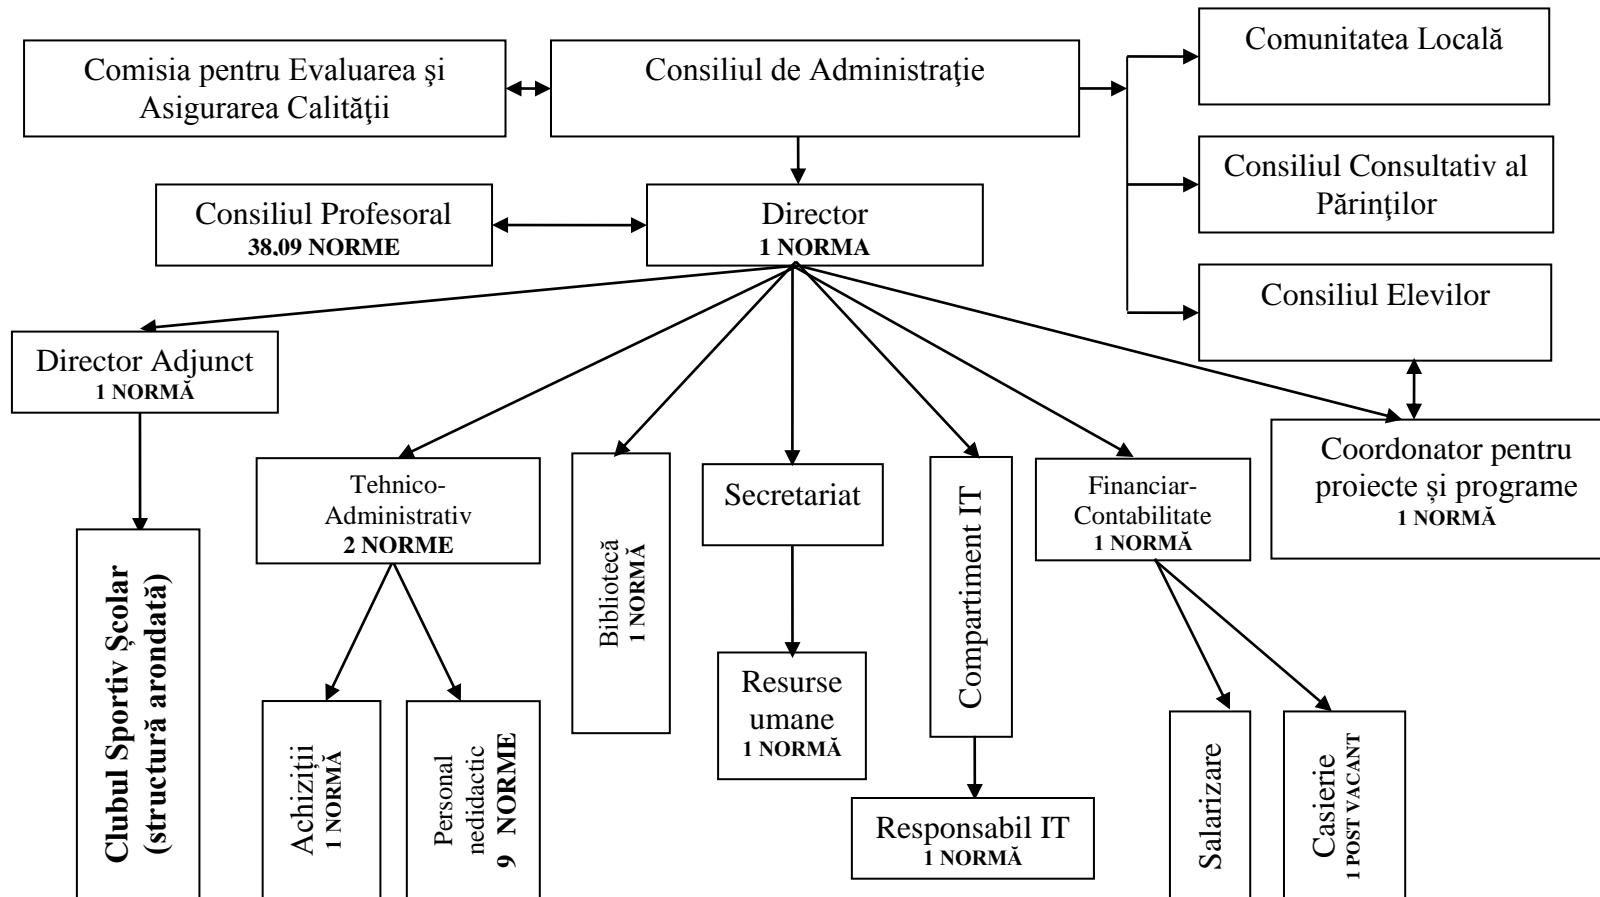 Comisia pentru Evaluarea şi
Asigurarea Calităţii
Consiliul de Administraţie
Comunitatea Locală
Consiliul Consultativ al
Părinţilor
Consiliul Profesoral
38,09 NORME
Director
1 NORMA
Consiliul Elevilor
Director Adjunct
1 NORMĂ
Tehnico-
Administrativ
2 NORME
Bibliotecă
1 NORMĂ
Secretariat
Compartiment IT
Financiar-
Contabilitate
1 NORMĂ
Coordonator pentru
proiecte și programe
1 NORMĂ
Clubul Sportiv Școlar
(structură arondată)
Achiziții
1 NORMĂ
Personal
nedidactic
9 NORME
Resurse
umane
1 NORMĂ
Responsabil IT
1 NORMĂ
Salarizare
Casierie
1 POST VACANT